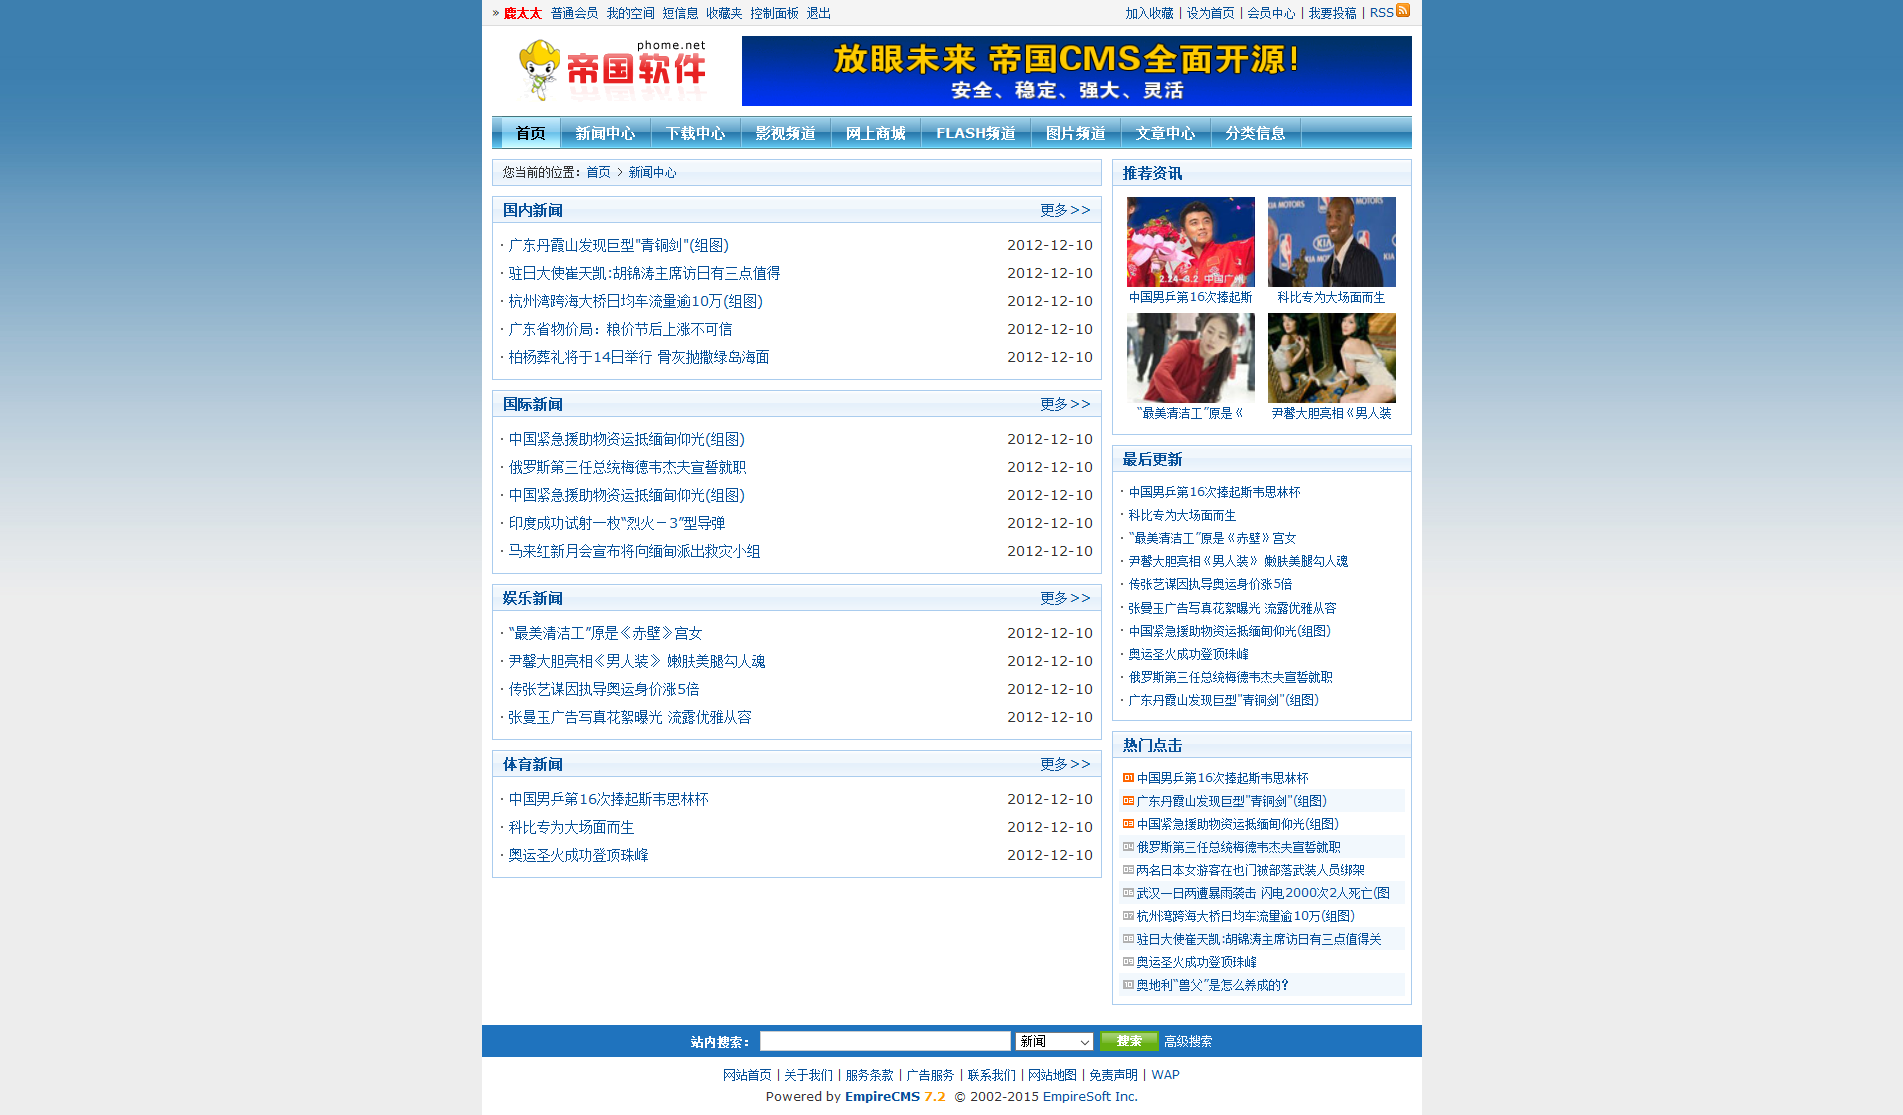 » 鹿太太 普通会员 我的空间 短信息 收藏夹 控制面板 退出
加入收藏 | 设为首页 | 会员中心 | 我要投稿 | RSS
phome.net
帝国软件
放眼未来 帝国CMS全面开源!
安全、稳定、强大、灵活
首页 新闻中心 下载中心 影视频道 网上商城 FLASH频道 图片频道 文章中心 分类信息
您当前的位置：首页 > 新闻中心
国内新闻 更多>>
· 广东丹霞山发现巨型"青铜剑"(组图) 2012-12-10
· 驻日大使崔天凯:胡锦涛主席访日有三点值得 2012-12-10
· 杭州湾跨海大桥日均车流量逾10万(组图) 2012-12-10
· 广东省物价局：粮价节后上涨不可信 2012-12-10
· 柏杨葬礼将于14日举行 骨灰抛撒绿岛海面 2012-12-10
国际新闻 更多>>
· 中国紧急援助物资运抵缅甸仰光(组图) 2012-12-10
· 俄罗斯第三任总统梅德韦杰夫宣誓就职 2012-12-10
· 中国紧急援助物资运抵缅甸仰光(组图) 2012-12-10
· 印度成功试射一枚“烈火－3”型导弹 2012-12-10
· 马来红新月会宣布将向缅甸派出救灾小组 2012-12-10
娱乐新闻 更多>>
· “最美清洁工”原是《赤壁》宫女 2012-12-10
· 尹馨大胆亮相《男人装》 嫩肤美腿勾人魂 2012-12-10
· 传张艺谋因执导奥运身价涨5倍 2012-12-10
· 张曼玉广告写真花絮曝光 流露优雅从容 2012-12-10
体育新闻 更多>>
· 中国男乒第16次捧起斯韦思林杯 2012-12-10
· 科比专为大场面而生 2012-12-10
· 奥运圣火成功登顶珠峰 2012-12-10
推荐资讯
2.24-3.2 中国广州
KIA MOTORS
中国男乒第16次捧起斯 科比专为大场面而生
“最美清洁工”原是《 尹馨大胆亮相《男人装
最后更新
· 中国男乒第16次捧起斯韦思林杯
· 科比专为大场面而生
· “最美清洁工”原是《赤壁》宫女
· 尹馨大胆亮相《男人装》 嫩肤美腿勾人魂
· 传张艺谋因执导奥运身价涨5倍
· 张曼玉广告写真花絮曝光 流露优雅从容
· 中国紧急援助物资运抵缅甸仰光(组图)
· 奥运圣火成功登顶珠峰
· 俄罗斯第三任总统梅德韦杰夫宣誓就职
· 广东丹霞山发现巨型"青铜剑"(组图)
热门点击
01 中国男乒第16次捧起斯韦思林杯
02 广东丹霞山发现巨型"青铜剑"(组图)
03 中国紧急援助物资运抵缅甸仰光(组图)
04 俄罗斯第三任总统梅德韦杰夫宣誓就职
05 两名日本女游客在也门被部落武装人员绑架
06 武汉一日两遭暴雨袭击 闪电2000次2人死亡(图
07 杭州湾跨海大桥日均车流量逾10万(组图)
08 驻日大使崔天凯:胡锦涛主席访日有三点值得关
09 奥运圣火成功登顶珠峰
10 奥地利“兽父”是怎么养成的?
站内搜索： 新闻 搜索 高级搜索
网站首页 | 关于我们 | 服务条款 | 广告服务 | 联系我们 | 网站地图 | 免责声明 | WAP
Powered by EmpireCMS 7.2 © 2002-2015 EmpireSoft Inc.